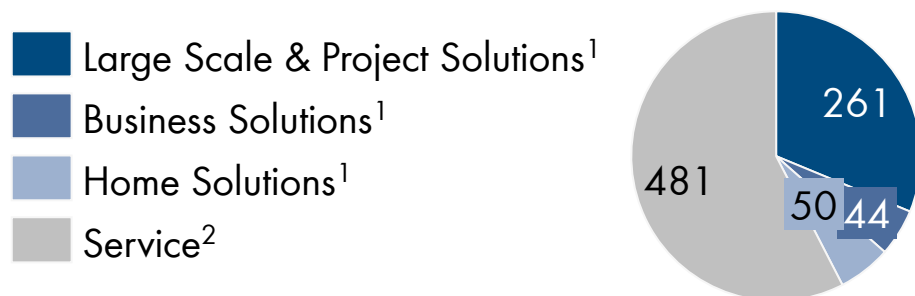 Large Scale & Project Solutions¹
Business Solutions¹
Home Solutions¹
Service²
261
481
50
44